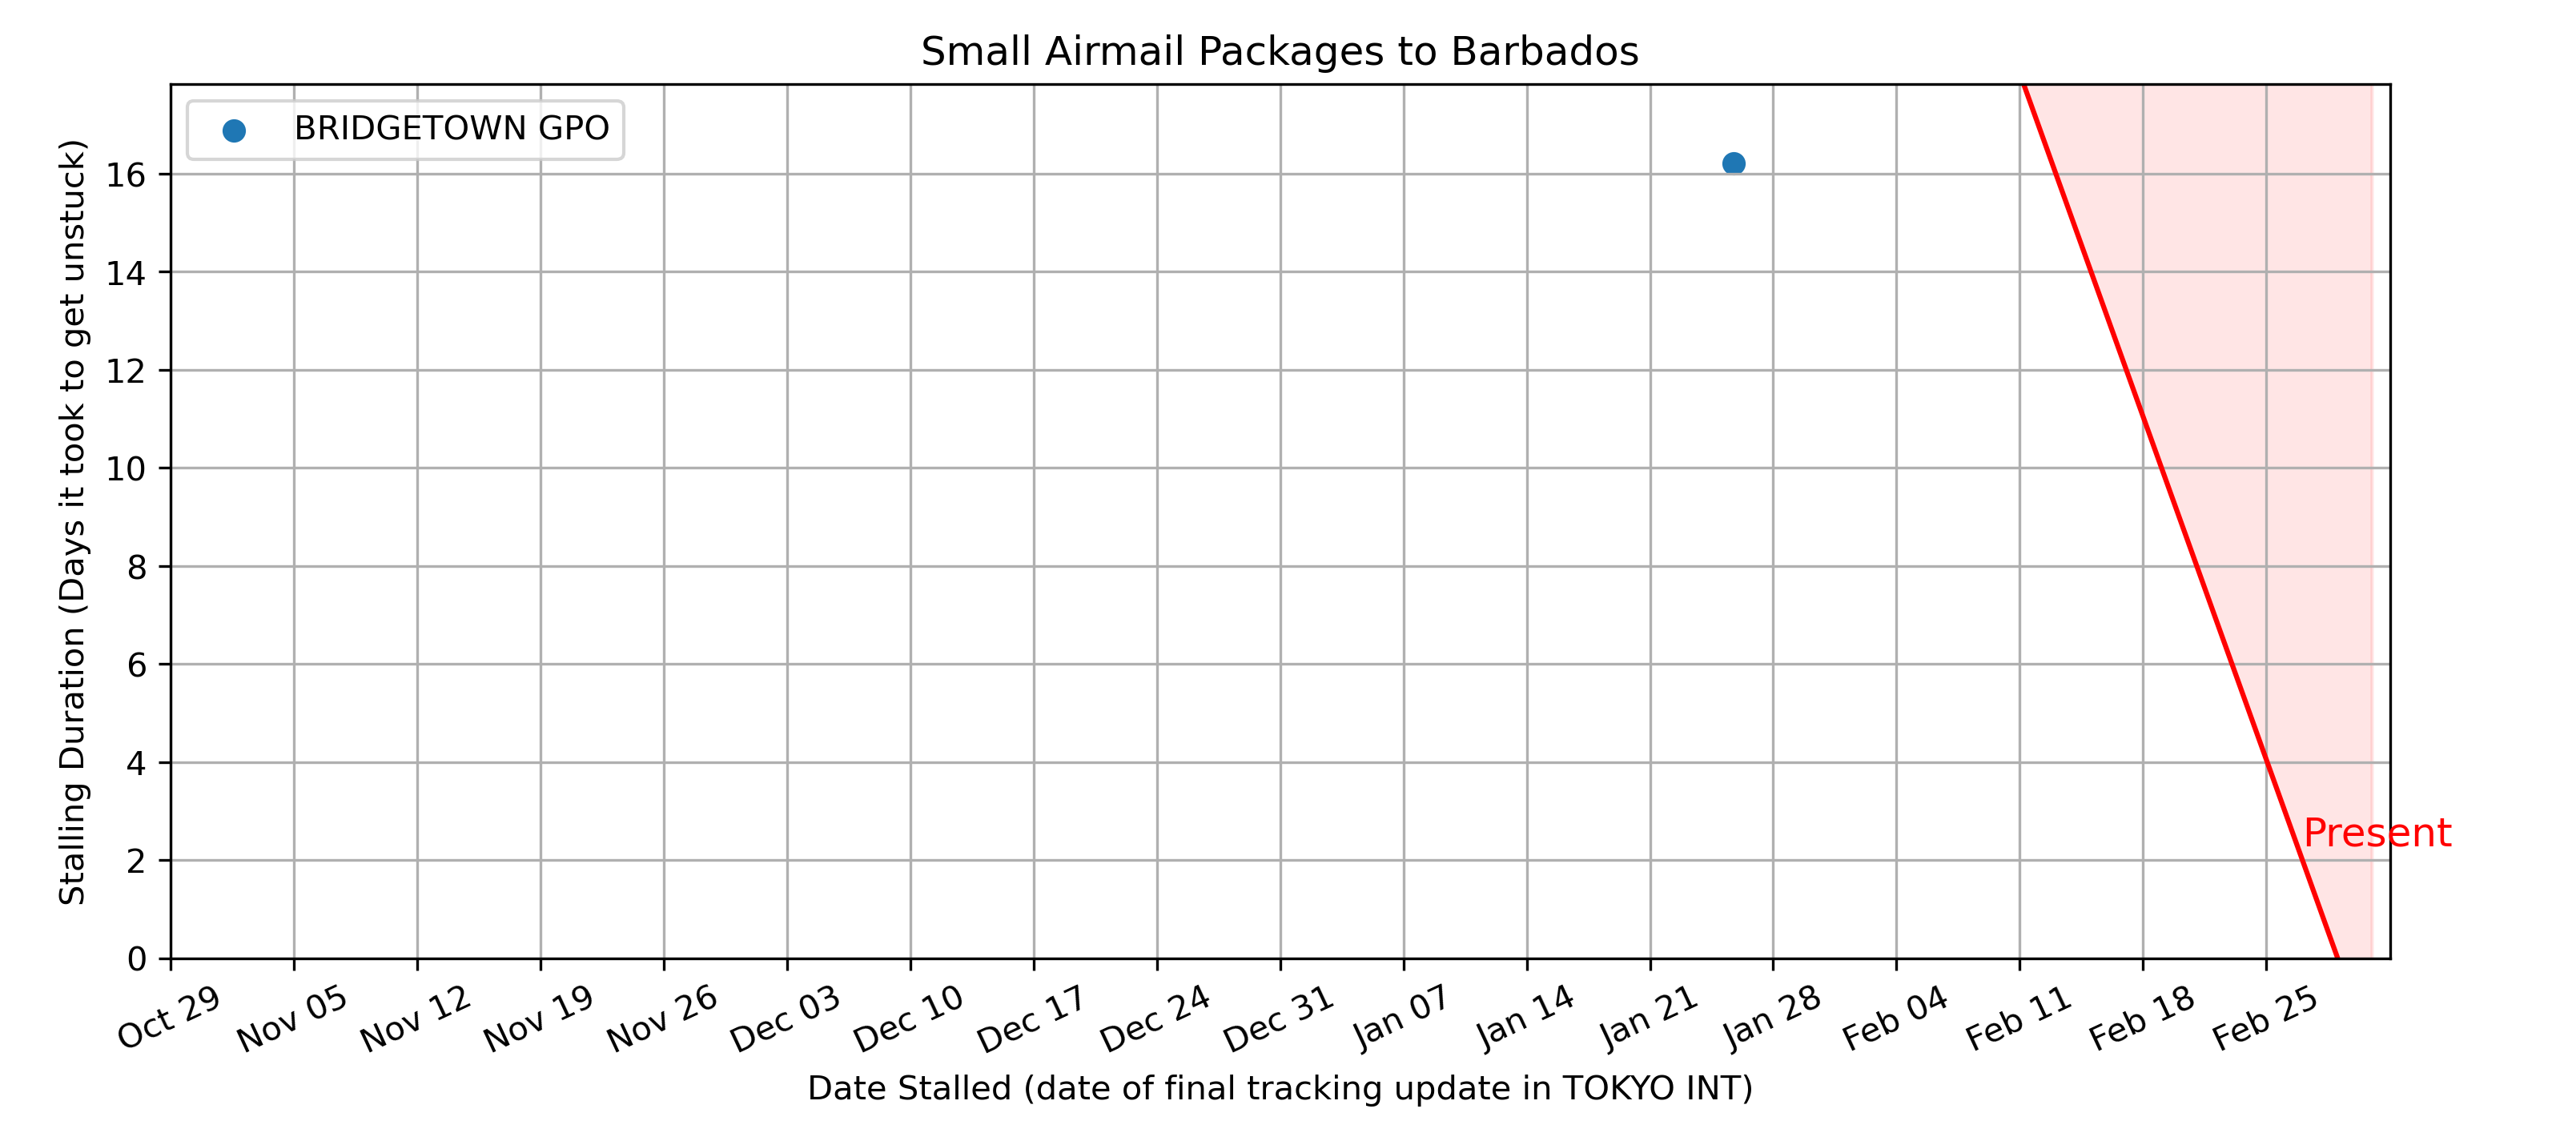 Small Airmail Packages to Barbados
BRIDGETOWN GPO
Stalling Duration (Days it took to get unstuck)
16
14
12
10
8
6
4
2
0
Present
Oct 29
Nov 05
Nov 12
Nov 19
Nov 26
Dec 03
Dec 10
Dec 17
Dec 24
Dec 31
Jan 07
Jan 14
Jan 21
Jan 28
Feb 04
Feb 11
Feb 18
Feb 25
Date Stalled (date of final tracking update in TOKYO INT)